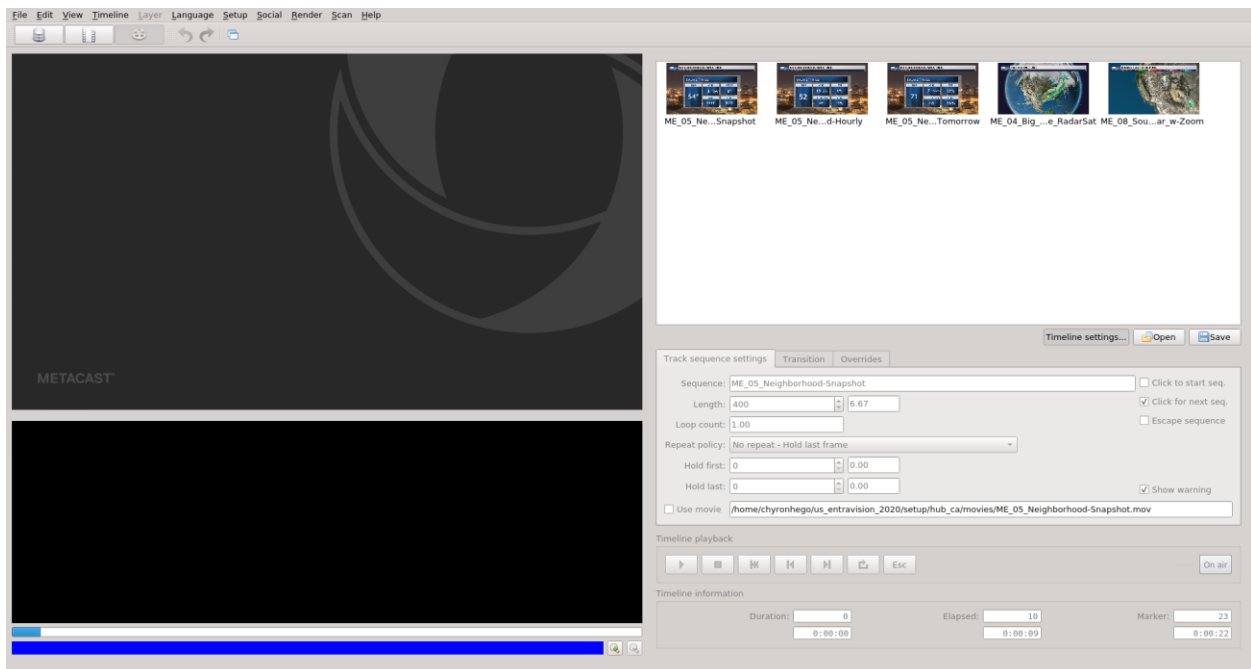 File Edit View Timeline Layer Language Setup Social Render Scan Help
METACAST
ME_05_Ne...Snapshot ME_05_Ne...d-Hourly ME_05_Ne...Tomorrow ME_04_Big_...e_RadarSat ME_08_Sou...ar_w-Zoom
Timeline settings... Open Save
Track sequence settings Transition Overrides
Sequence: ME_05_Neighborhood-Snapshot Click to start seq.
Length: 400 6.67 Click for next seq.
Loop count: 1.00 Escape sequence
Repeat policy: No repeat - Hold last frame
Hold first: 0 0.00
Hold last: 0 0.00 Show warning
Use movie /home/chyronhego/us_entravision_2020/setup/hub_ca/movies/ME_05_Neighborhood-Snapshot.mov
Timeline playback
Esc On air
Timeline information
Duration: 0 Elapsed: 10 Marker: 23
0:00:00 0:00:09 0:00:22